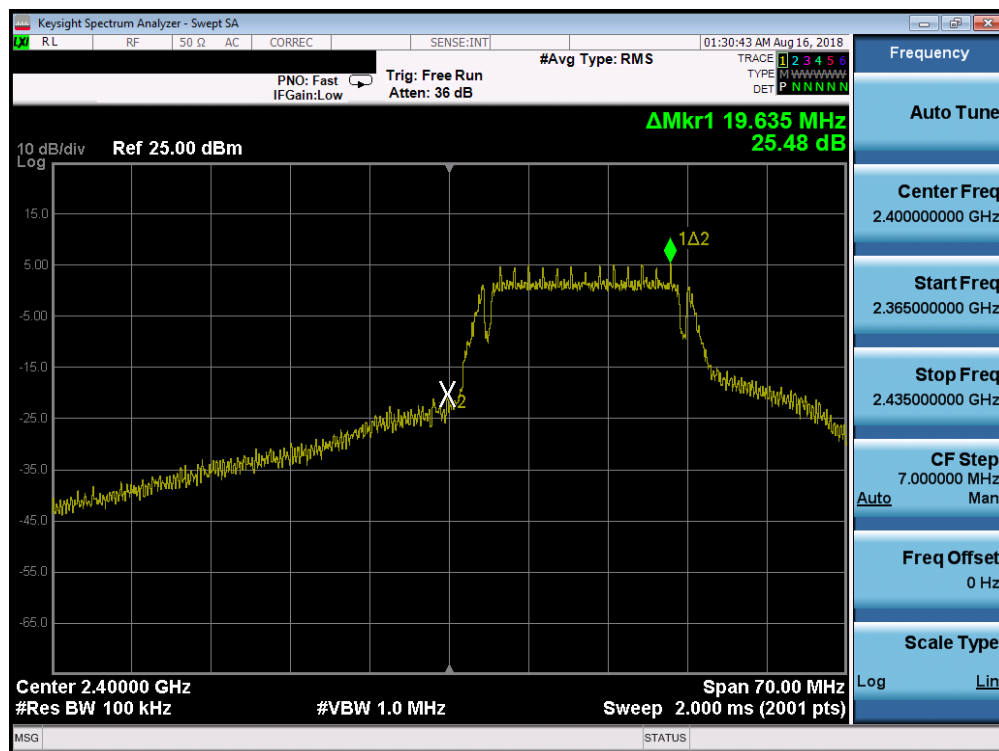 Keysight Spectrum Analyzer - Swept SA
LXI RL RF 50 Ω AC CORREC SENSE:INT 01:30:43 AM Aug 16, 2018
#Avg Type: RMS TRACE 1 2 3 4 5 6
PNO: Fast Trig: Free Run TYPE M WWWWW
IFGain:Low Atten: 36 dB DET P N N N N N
ΔMkr1 19.635 MHz
25.48 dB
10 dB/div Ref 25.00 dBm
Log
15.0
1Δ2
5.00
-5.00
-15.0
X2
-25.0
-35.0
-45.0
-55.0
-65.0
Center 2.40000 GHz Span 70.00 MHz
#Res BW 100 kHz #VBW 1.0 MHz Sweep 2.000 ms (2001 pts)
MSG STATUS
Frequency
Auto Tune
Center Freq
2.400000000 GHz
Start Freq
2.365000000 GHz
Stop Freq
2.435000000 GHz
CF Step
7.000000 MHz
Auto Man
Freq Offset
0 Hz
Scale Type
Log Lin